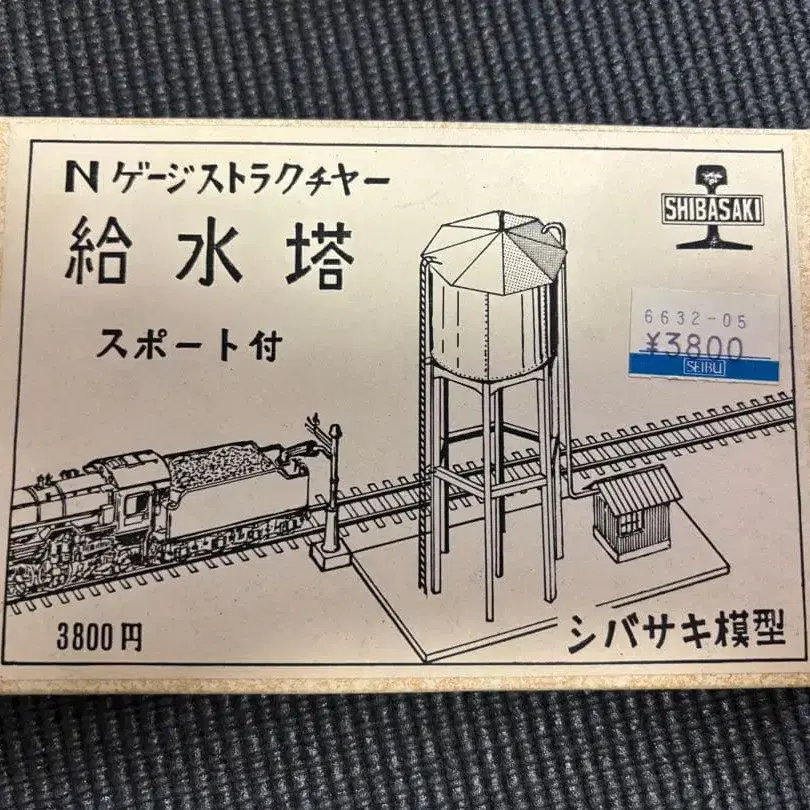 Nゲージストラクチャー
給水塔
スポート付
SHIBASAKI
6632-05
¥3800
SEIBU
3800円
シバサキ模型